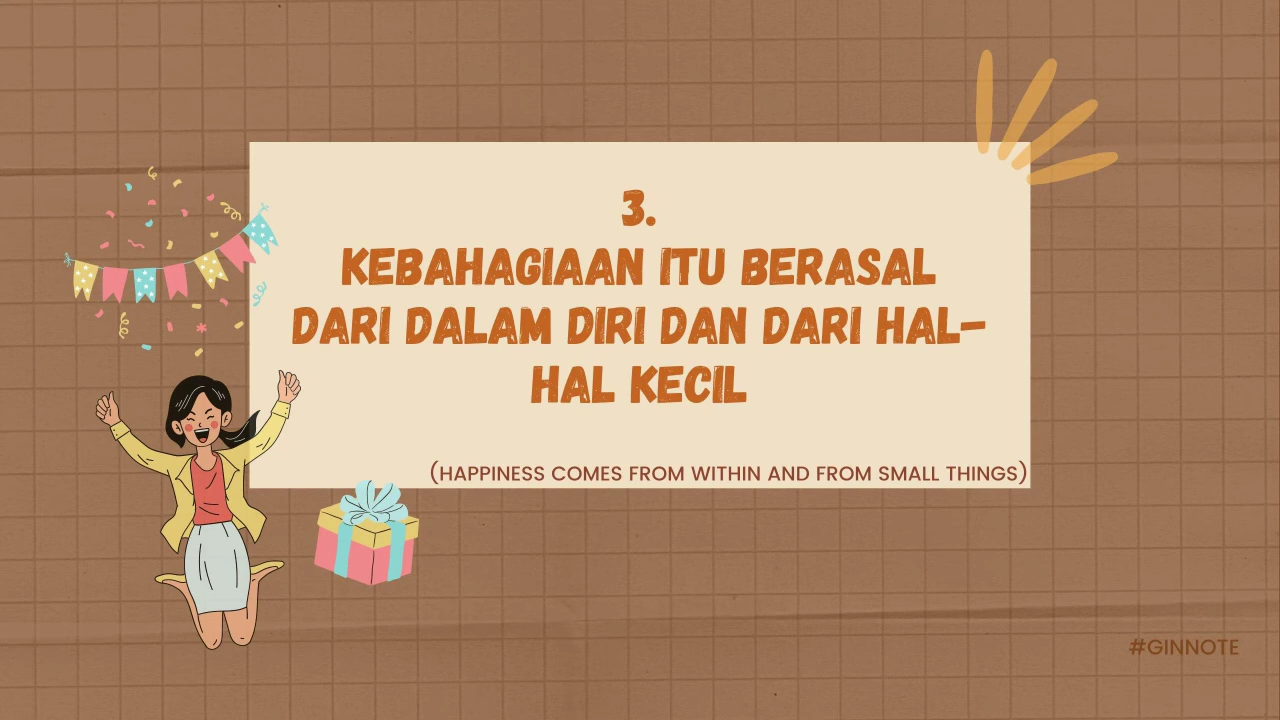 3.
KEBAHAGIAAN ITU BERASAL
DARI DALAM DIRI DAN DARI HAL-
HAL KECIL
(HAPPINESS COMES FROM WITHIN AND FROM SMALL THINGS)
#GINNOTE